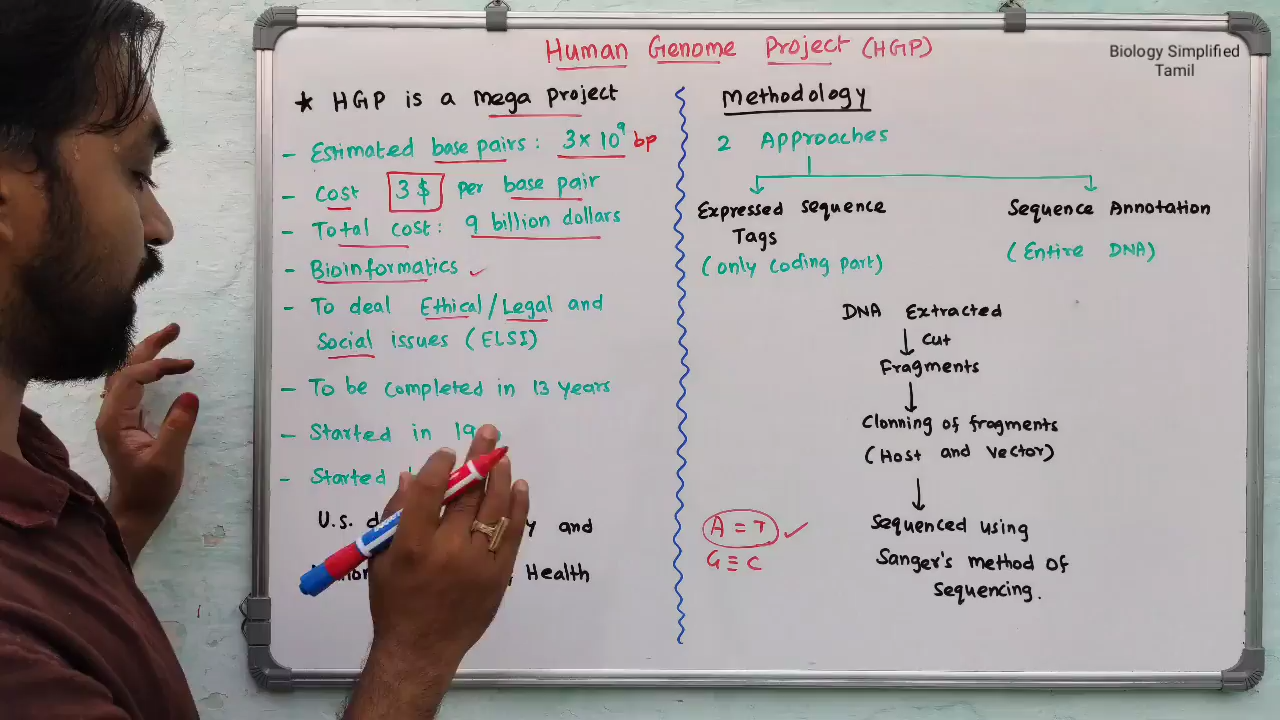 Human Genome Project (HGP)
Biology Simplified
Tamil
★ HGP is a mega project
- Estimated base pairs: 3 × 10⁹ bp
- Cost 3$ per base pair
- Total cost: 9 billion dollars
- Bioinformatics ✓
- To deal Ethical/Legal and
Social issues (ELSI)
- To be completed in 13 years
- Started in
- Started
U.S. and
Health
Methodology
2 Approaches
Expressed sequence
Tags
(only coding part)
Sequence Annotation
(Entire DNA)
DNA Extracted
↓ cut
Fragments
↓
Clonning of fragments
(Host and vector)
↓
Sequenced using
Sanger's method of
Sequencing.
A = T ✓
G ≡ C